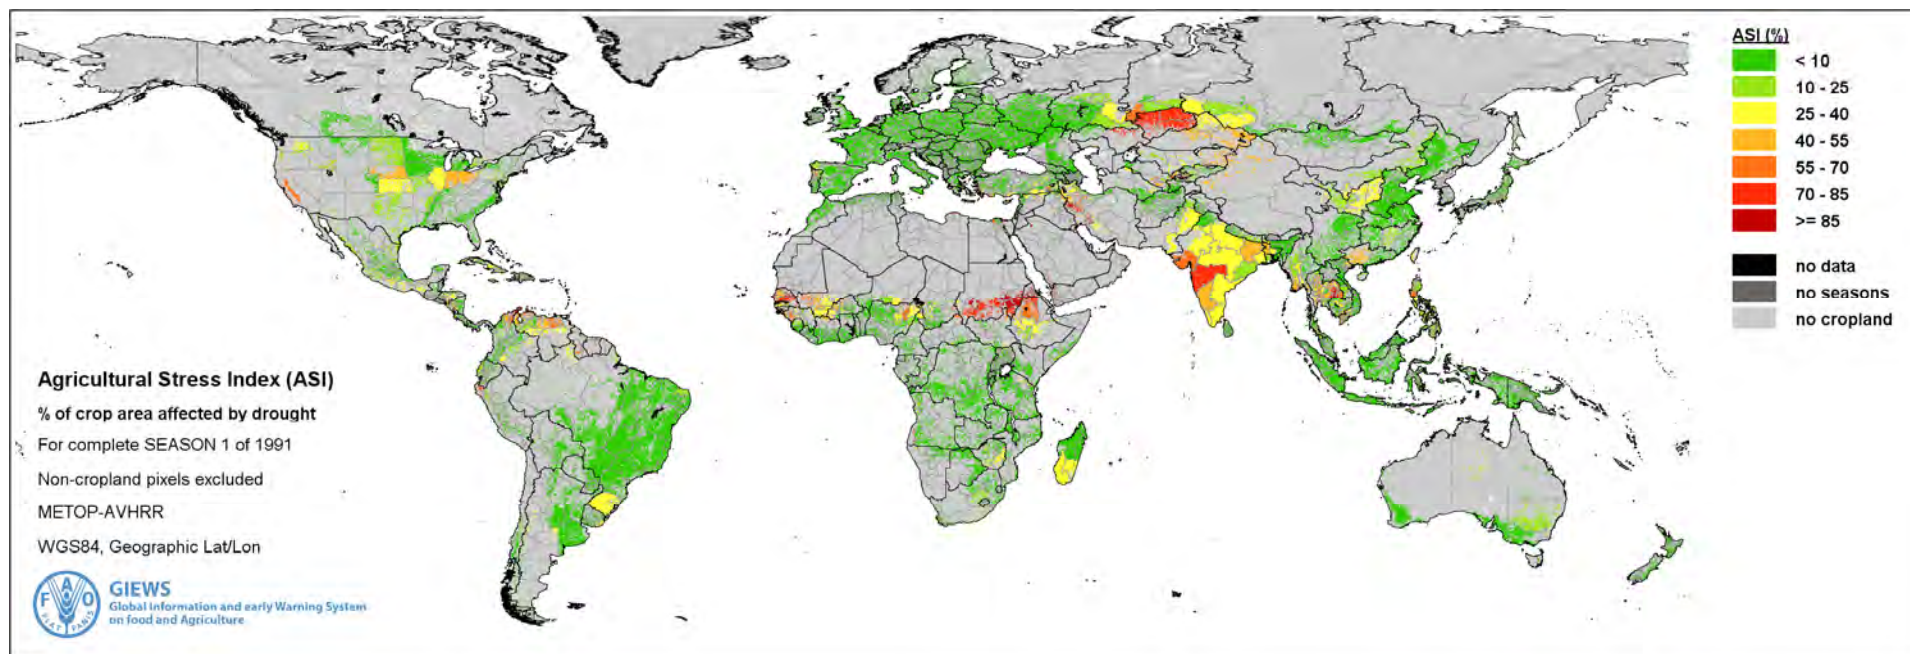 ASI (%)
< 10
10 - 25
25 - 40
40 - 55
55 - 70
70 - 85
>= 85
no data
no seasons
no cropland
Agricultural Stress Index (ASI)
% of crop area affected by drought
For complete SEASON 1 of 1991
Non-cropland pixels excluded
METOP-AVHRR
WGS84, Geographic Lat/Lon
F A O
FIAT PANIS
GIEWS
Global Information and early Warning System
on food and Agriculture